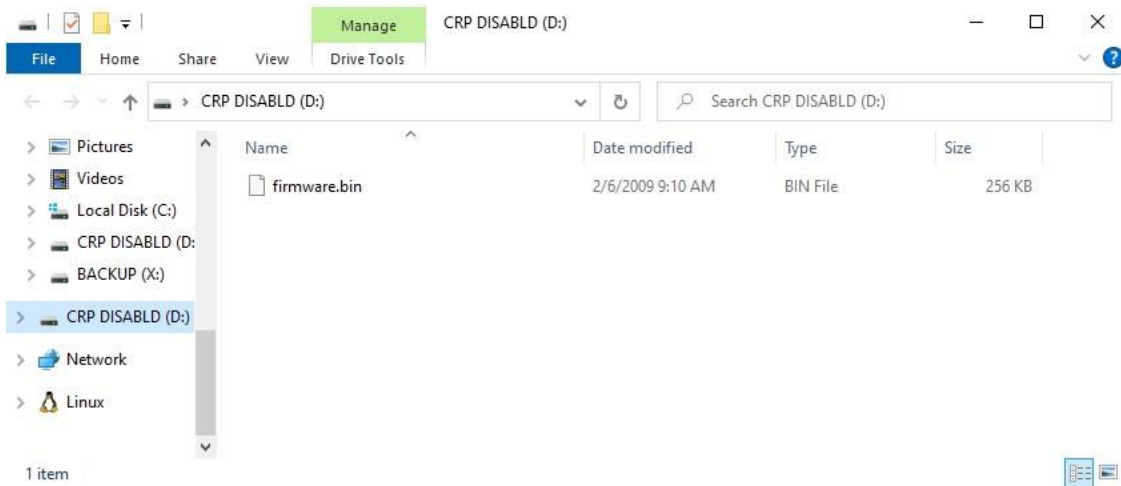 Manage CRP DISABLD (D:)
File Home Share View Drive Tools
CRP DISABLD (D:)
Search CRP DISABLD (D:)
Pictures
Videos
Local Disk (C:)
CRP DISABLD (D:
BACKUP (X:)
CRP DISABLD (D:)
Network
Linux
Name Date modified Type Size
firmware.bin 2/6/2009 9:10 AM BIN File 256 KB
1 item